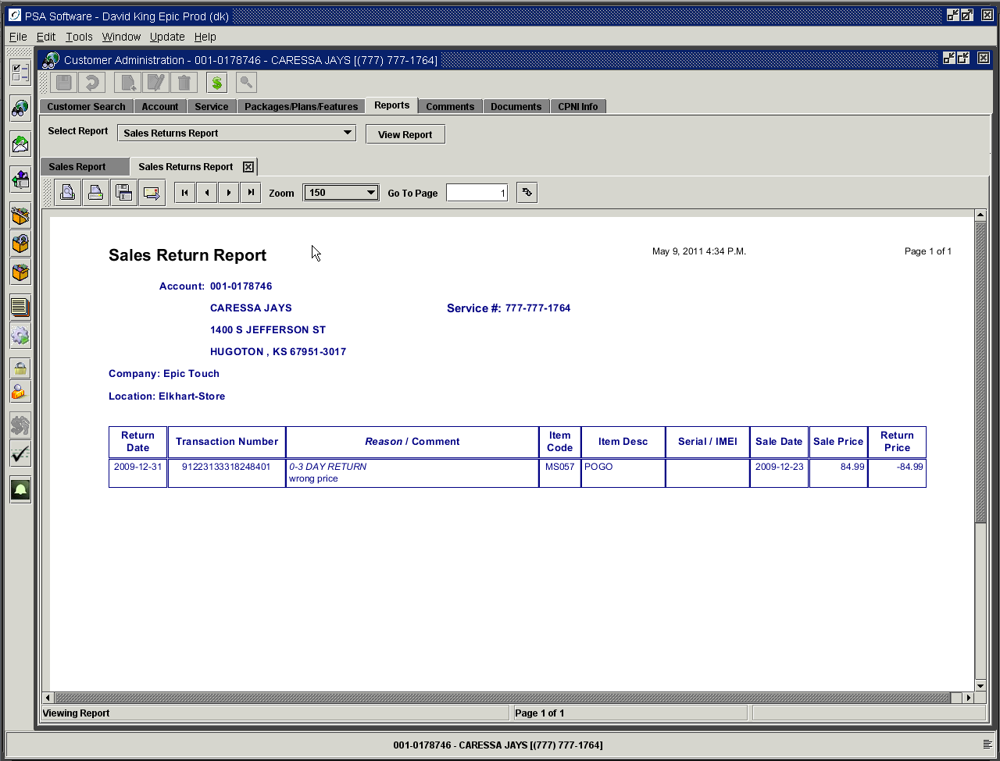 PSA Software - David King Epic Prod (dk)
File Edit Tools Window Update Help
Customer Administration - 001-0178746 - CARESSA JAYS [(777) 777-1764]
Customer Search Account Service Packages/Plans/Features Reports Comments Documents CPNI Info
Select Report Sales Returns Report View Report
Sales Report Sales Returns Report
Zoom 150 Go To Page 1
Sales Return Report May 9, 2011 4:34 P.M. Page 1 of 1
Account: 001-0178746
CARESSA JAYS Service #: 777-777-1764
1400 S JEFFERSON ST
HUGOTON , KS 67951-3017
Company: Epic Touch
Location: Elkhart-Store
Return Date Transaction Number Reason / Comment Item Code Item Desc Serial / IMEI Sale Date Sale Price Return Price
2009-12-31 91223133318248401 0-3 DAY RETURN MS057 POGO 2009-12-23 84.99 -84.99
wrong price
Viewing Report Page 1 of 1
001-0178746 - CARESSA JAYS [(777) 777-1764]